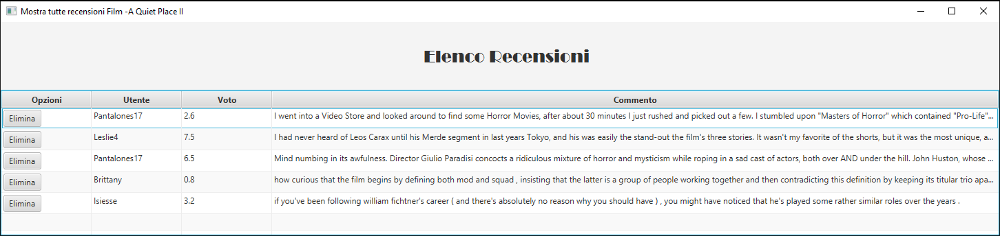 Mostra tutte recensioni Film -A Quiet Place II
Elenco Recensioni
Opzioni Utente Voto Commento
Elimina Pantalones17 2.6 I went into a Video Store and looked around to find some Horror Movies, after about 30 minutes I just rushed and picked out a few. I stumbled upon "Masters of Horror" which contained "Pro-Life"...
Elimina Leslie4 7.5 I had never heard of Leos Carax until his Merde segment in last years Tokyo, and his was easily the stand-out the film's three stories. It wasn't my favorite of the shorts, but it was the most unique, a...
Elimina Pantalones17 6.5 Mind numbing in its awfulness. Director Giulio Paradisi concocts a ridiculous mixture of horror and mysticism while roping in a sad cast of actors, both over AND under the hill. John Huston, whose ...
Elimina Brittany 0.8 how curious that the film begins by defining both mod and squad , insisting that the latter is a group of people working together and then contradicting this definition by keeping its titular trio apa...
Elimina Isiesse 3.2 if you've been following william fichtner's career ( and there's absolutely no reason why you should have ) , you might have noticed that he's played some rather similar roles over the years .